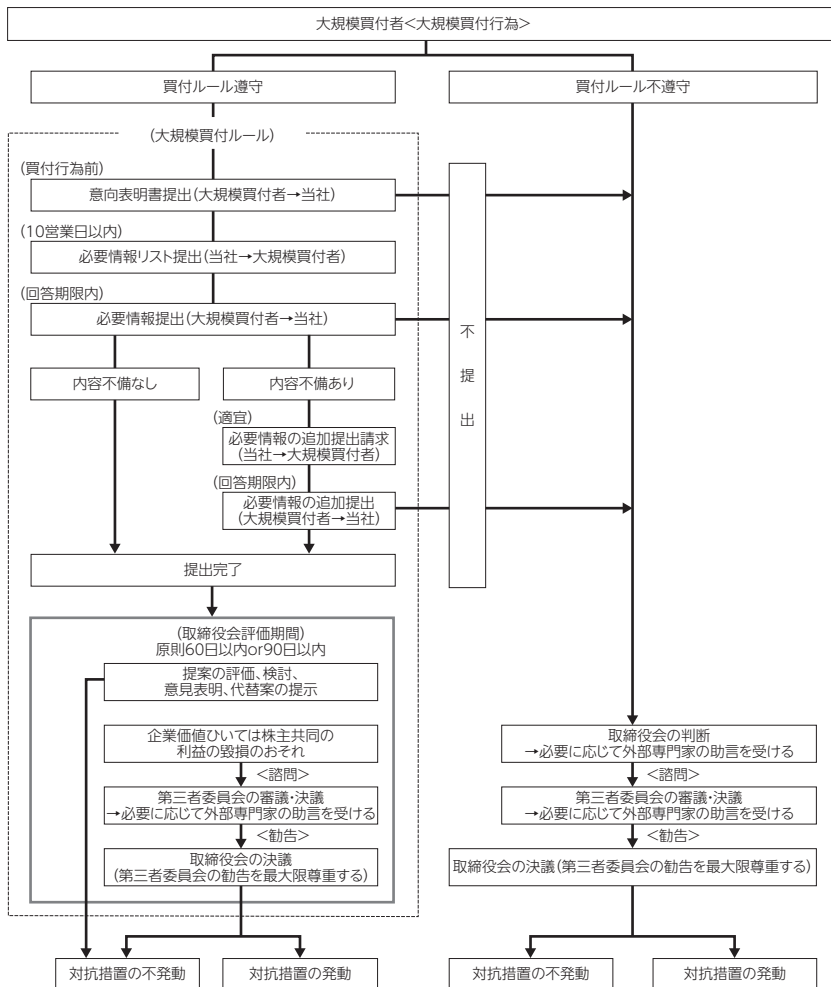 大規模買付者<大規模買付行為>
買付ルール遵守
買付ルール不遵守
(大規模買付ルール)
(買付行為前)
意向表明書提出(大規模買付者→当社)
(10営業日以内)
必要情報リスト提出(当社→大規模買付者)
(回答期限内)
必要情報提出(大規模買付者→当社)
不
提
出
内容不備なし
内容不備あり
(適宜)
必要情報の追加提出請求
(当社→大規模買付者)
(回答期限内)
必要情報の追加提出
(大規模買付者→当社)
提出完了
(取締役会評価期間)
原則60日以内or90日以内
提案の評価、検討、
意見表明、代替案の提示
企業価値ひいては株主共同の
利益の毀損のおそれ
<諮問>
第三者委員会の審議・決議
→必要に応じて外部専門家の助言を受ける
<勧告>
取締役会の決議
(第三者委員会の勧告を最大限尊重する)
取締役会の判断
→必要に応じて外部専門家の助言を受ける
<諮問>
第三者委員会の審議・決議
→必要に応じて外部専門家の助言を受ける
<勧告>
取締役会の決議(第三者委員会の勧告を最大限尊重する)
対抗措置の不発動
対抗措置の発動
対抗措置の不発動
対抗措置の発動